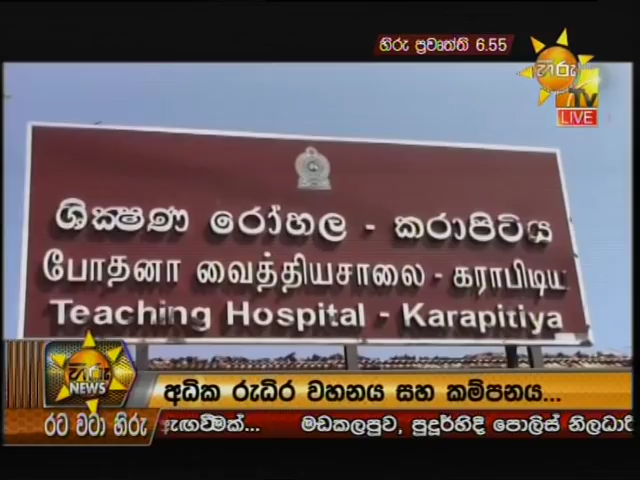 හිරු ප්‍රවෘත්ති 6.55
හිරු
TV
LIVE
ශික්ෂණ රෝහල - කරාපිටිය
போதனா வைத்தியசாலை - கராபிடிய
Teaching Hospital - Karapitiya
හිරු
NEWS
අධික රුධිර වහනය සහ කම්පනය...
රට වටා හිරු
මඩකලපුව, පුදූර්හිදී පොලිස්